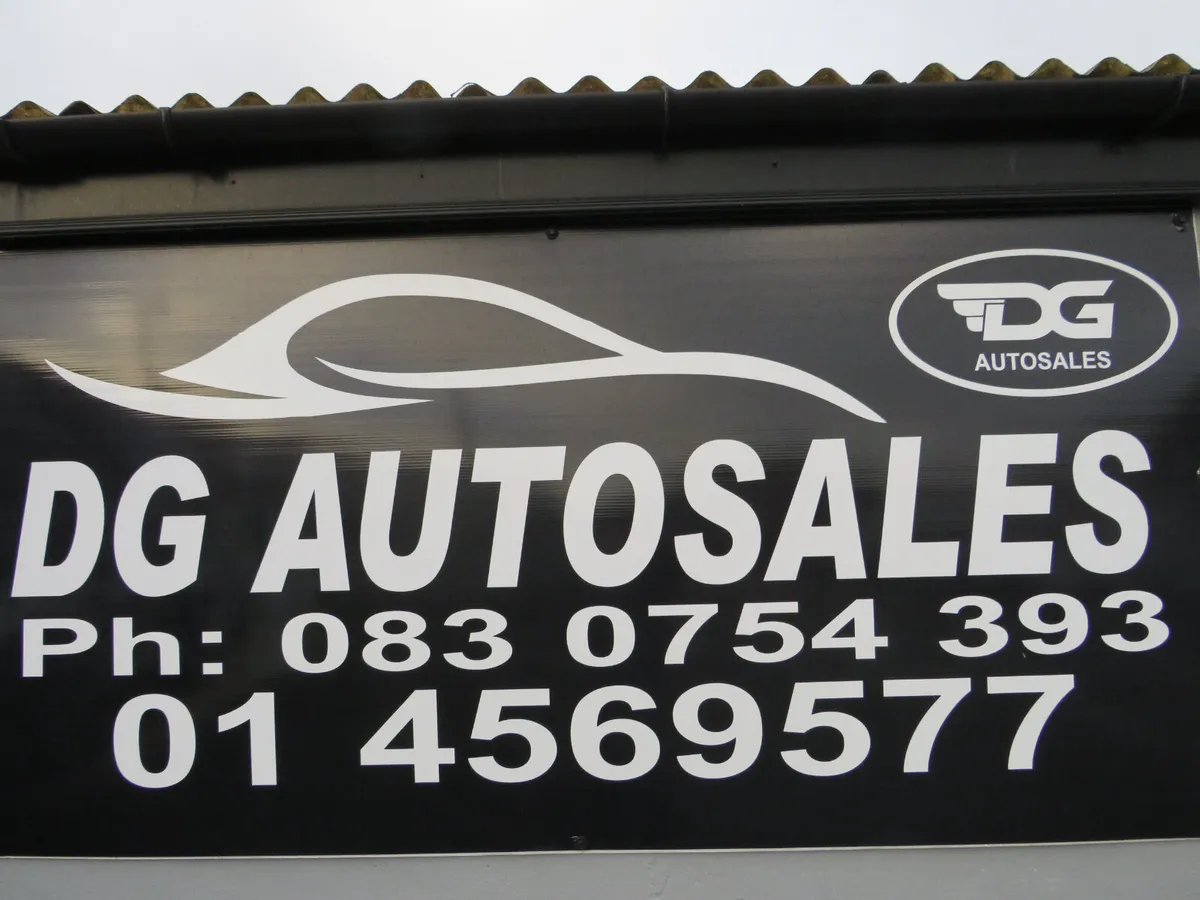 DG
AUTOSALES
DG AUTOSALES
Ph: 083 0754 393
01 4569577